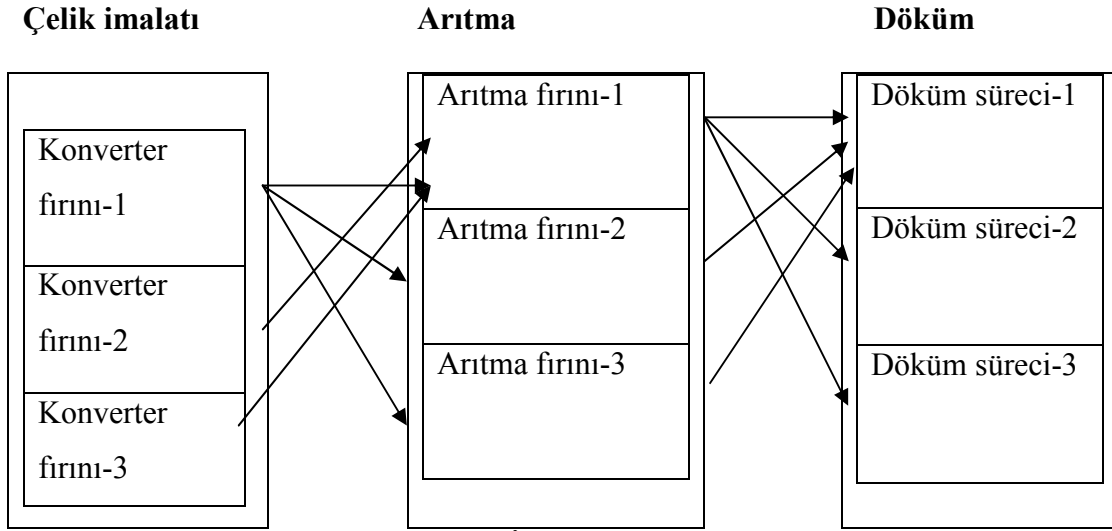 Çelik imalatı
Arıtma
Döküm
Konverter
fırını-1
Konverter
fırını-2
Konverter
fırını-3
Arıtma fırını-1
Arıtma fırını-2
Arıtma fırını-3
Döküm süreci-1
Döküm süreci-2
Döküm süreci-3